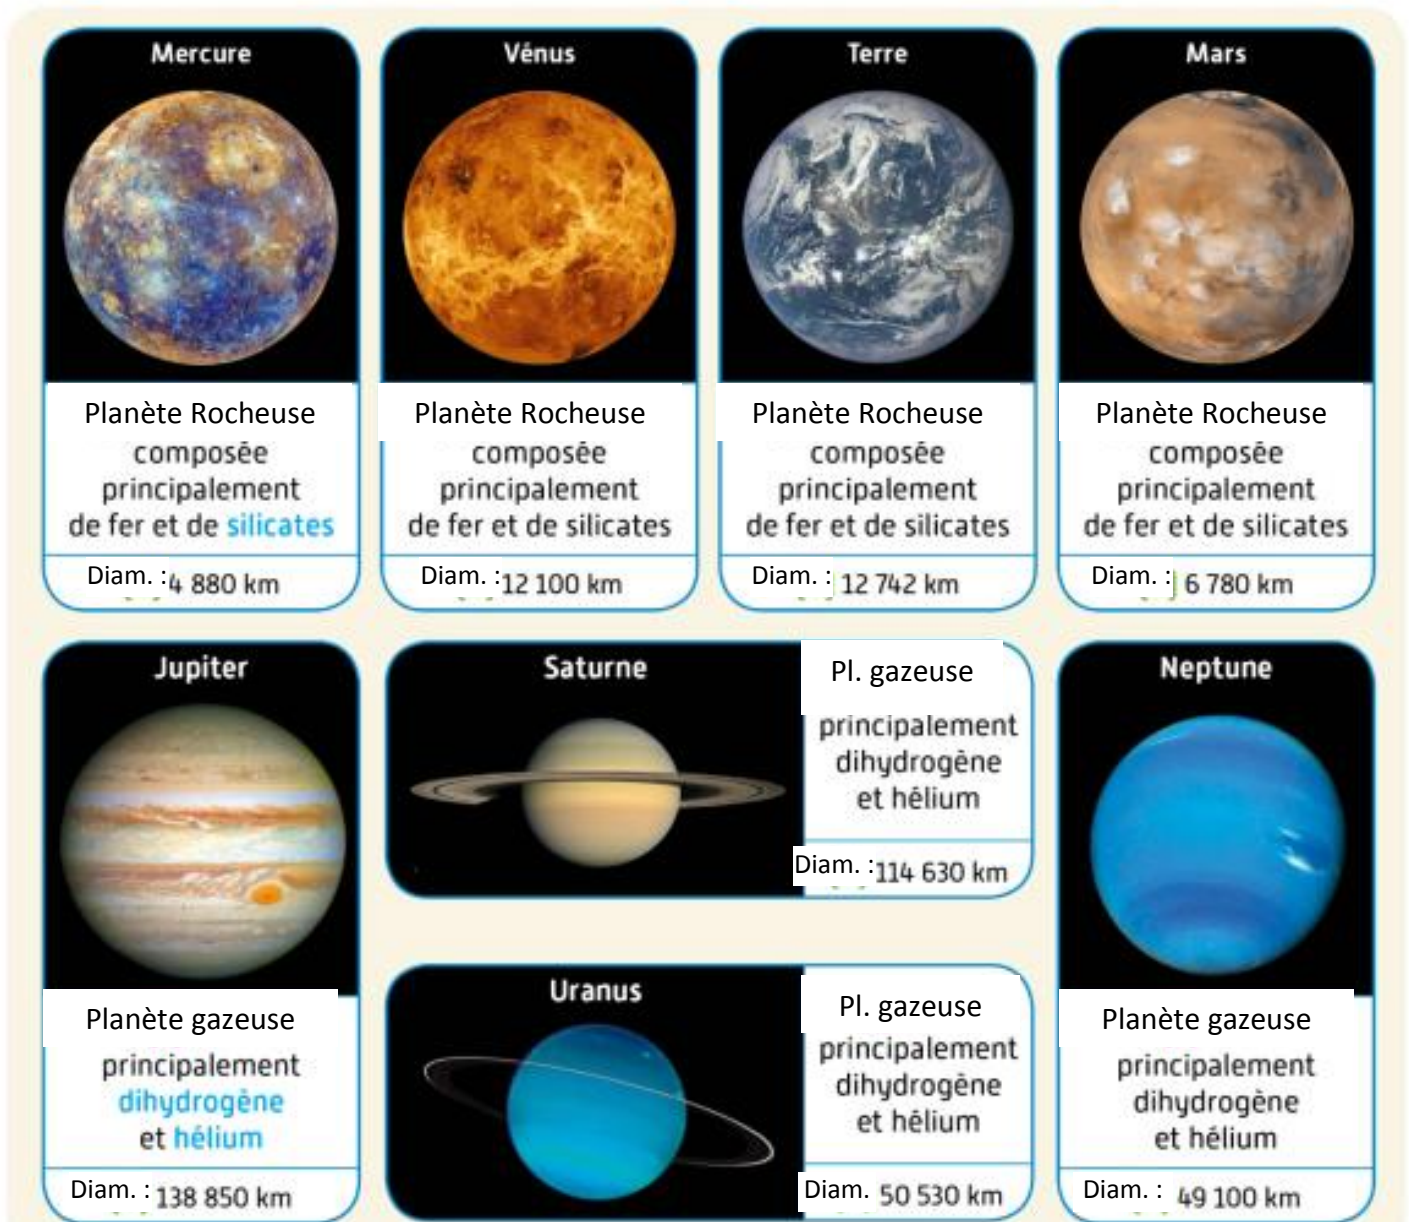 Mercure
Planète Rocheuse
composée
principalement
de fer et de silicates
Diam. : 4 880 km
Vénus
Planète Rocheuse
composée
principalement
de fer et de silicates
Diam. : 12 100 km
Terre
Planète Rocheuse
composée
principalement
de fer et de silicates
Diam. : 12 742 km
Mars
Planète Rocheuse
composée
principalement
de fer et de silicates
Diam. : 6 780 km
Jupiter
Planète gazeuse
principalement
dihydrogène
et hélium
Diam. : 138 850 km
Saturne
Pl. gazeuse
principalement
dihydrogène
et hélium
Diam. : 114 630 km
Uranus
Pl. gazeuse
principalement
dihydrogène
et hélium
Diam. 50 530 km
Neptune
Planète gazeuse
principalement
dihydrogène
et hélium
Diam. : 49 100 km